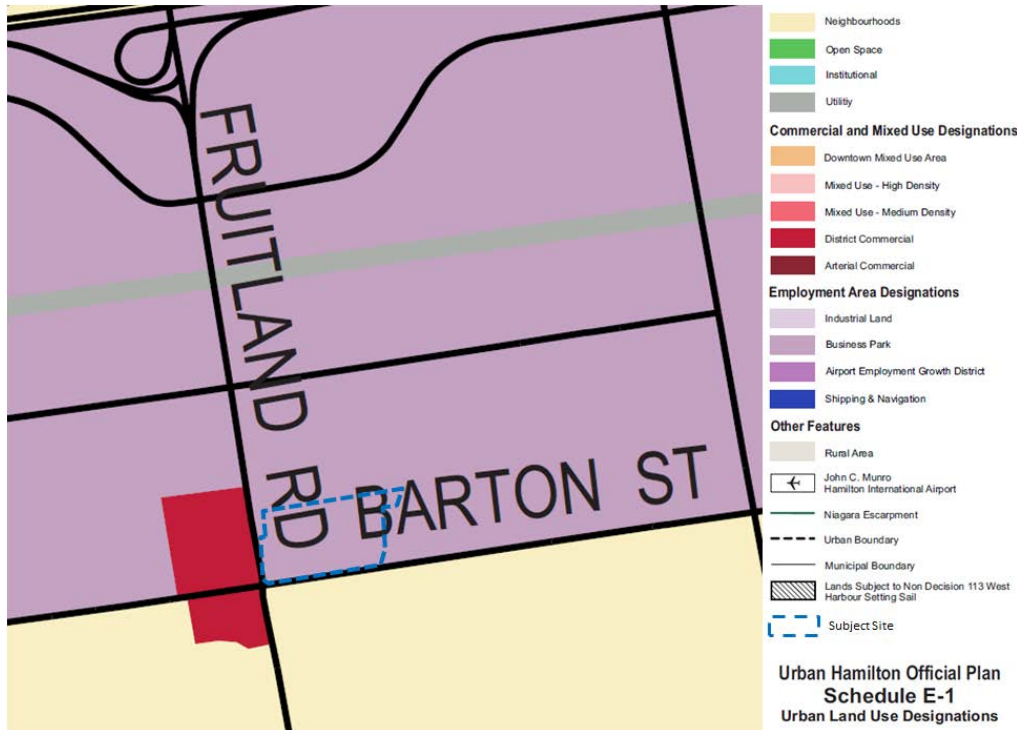 FRUITLAND RD
BARTON ST
Neighbourhoods
Open Space
Institutional
Utilitiy
Commercial and Mixed Use Designations
Downtown Mixed Use Area
Mixed Use - High Density
Mixed Use - Medium Density
District Commercial
Arterial Commercial
Employment Area Designations
Industrial Land
Business Park
Airport Employment Growth District
Shipping & Navigation
Other Features
Rural Area
John C. Munro
Hamilton International Airport
Niagara Escarpment
Urban Boundary
Municipal Boundary
Lands Subject to Non Decision 113 West
Harbour Setting Sail
Subject Site
Urban Hamilton Official Plan
Schedule E-1
Urban Land Use Designations